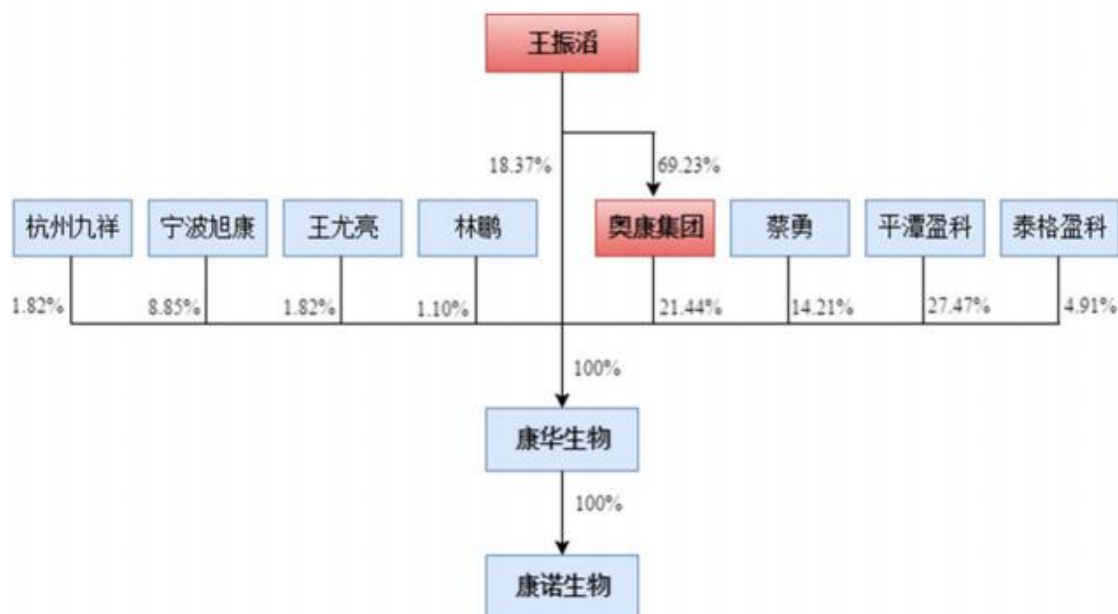 王振滔
18.37%
69.23%
杭州九祥
宁波旭康
王尤亮
林鹏
奥康集团
蔡勇
平潭盈科
泰格盈科
1.82%
8.85%
1.82%
1.10%
21.44%
14.21%
27.47%
4.91%
100%
康华生物
100%
康诺生物